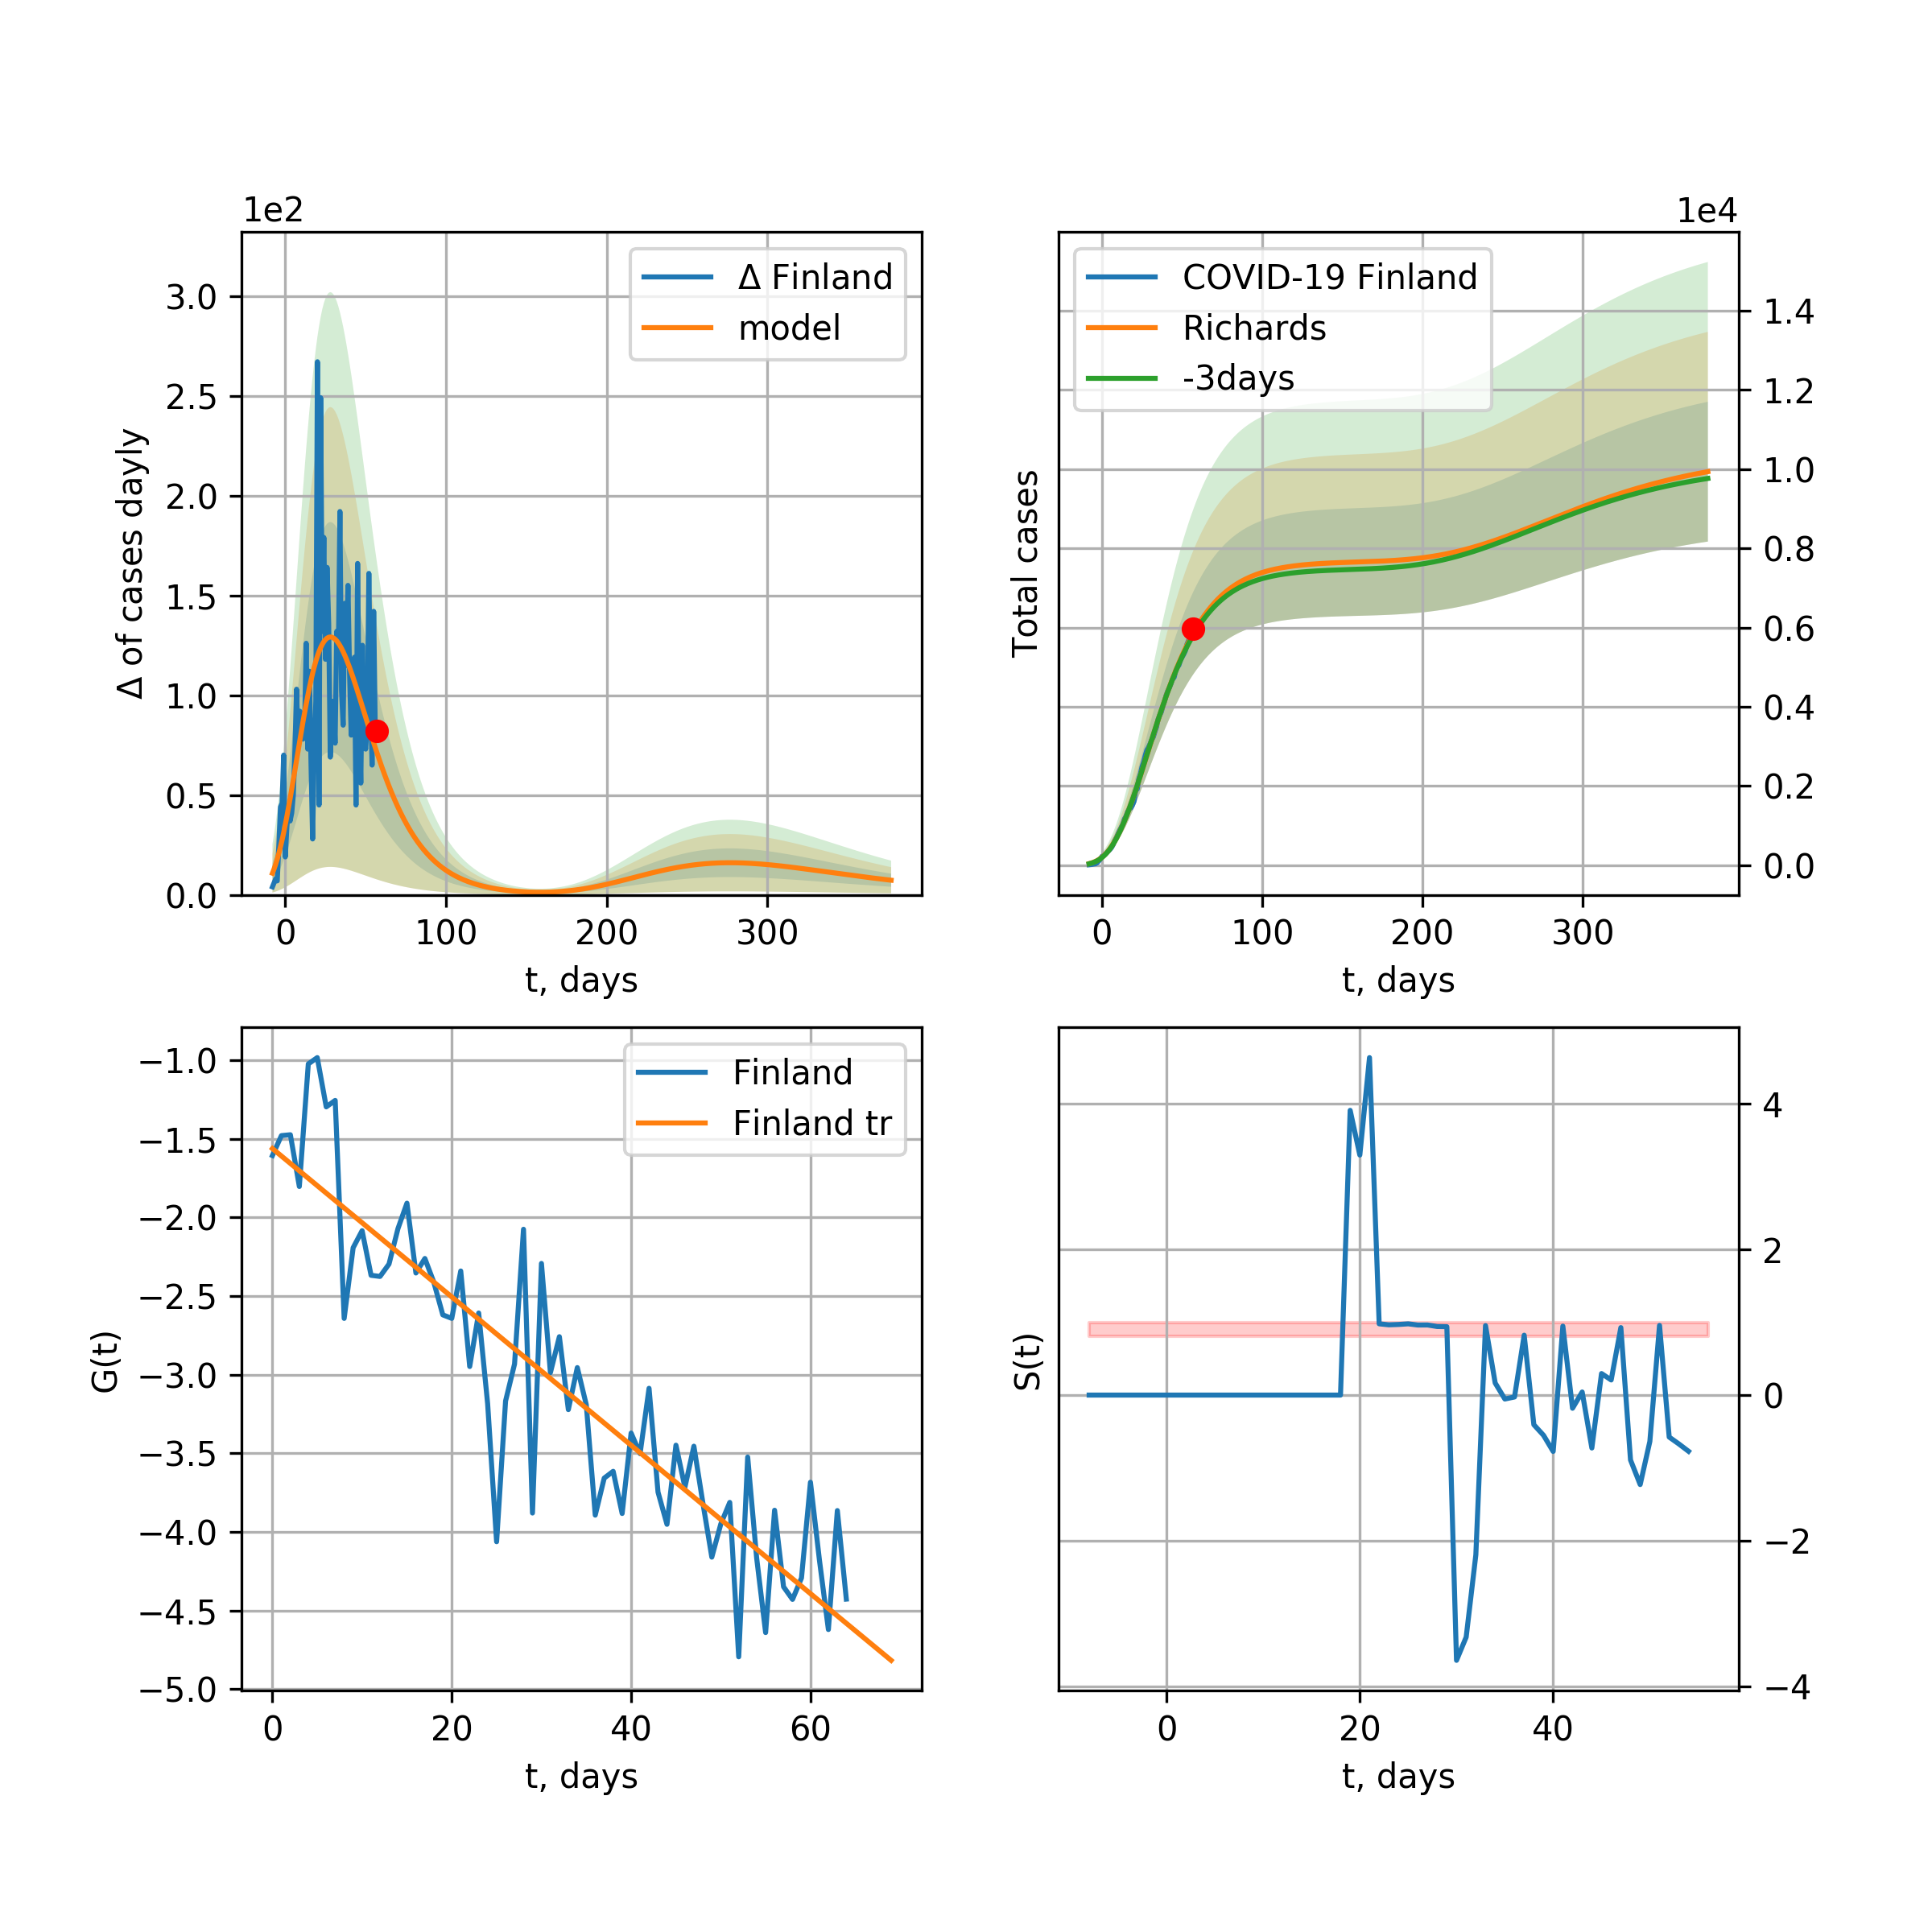 1e2
Δ of cases dayly
3.0
2.5
2.0
1.5
1.0
0.5
0.0
0 100 200 300
t, days
Δ Finland
model
1e4
Total cases
COVID-19 Finland
Richards
-3days
1.4
1.2
1.0
0.8
0.6
0.4
0.2
0.0
0 100 200 300
t, days
G(t)
−1.0
−1.5
−2.0
−2.5
−3.0
−3.5
−4.0
−4.5
−5.0
0 20 40 60
t, days
Finland
Finland tr
S(t)
4
2
0
−2
−4
0 20 40
t, days